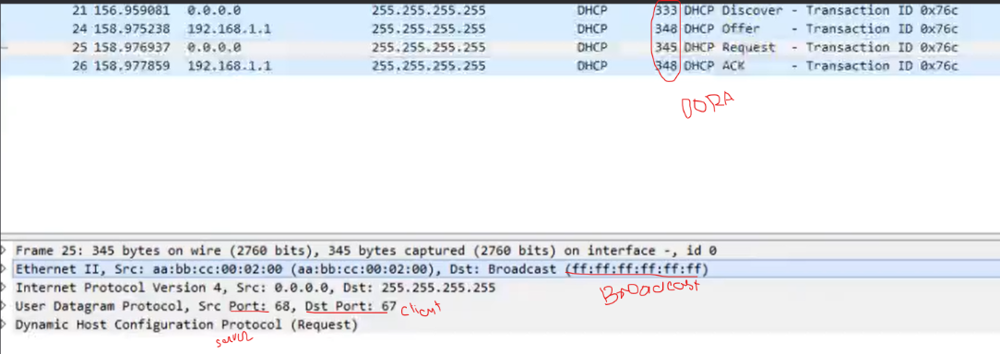 21 156.959081 0.0.0.0 255.255.255.255 DHCP 333 DHCP Discover - Transaction ID 0x76c
24 158.975238 192.168.1.1 255.255.255.255 DHCP 348 DHCP Offer - Transaction ID 0x76c
25 158.976937 0.0.0.0 255.255.255.255 DHCP 345 DHCP Request - Transaction ID 0x76c
26 158.977859 192.168.1.1 255.255.255.255 DHCP 348 DHCP ACK - Transaction ID 0x76c
DORA
Frame 25: 345 bytes on wire (2760 bits), 345 bytes captured (2760 bits) on interface -, id 0
Ethernet II, Src: aa:bb:cc:00:02:00 (aa:bb:cc:00:02:00), Dst: Broadcast (ff:ff:ff:ff:ff:ff)
Internet Protocol Version 4, Src: 0.0.0.0, Dst: 255.255.255.255
Broadcast
User Datagram Protocol, Src Port: 68, Dst Port: 67 client
Dynamic Host Configuration Protocol (Request)
server